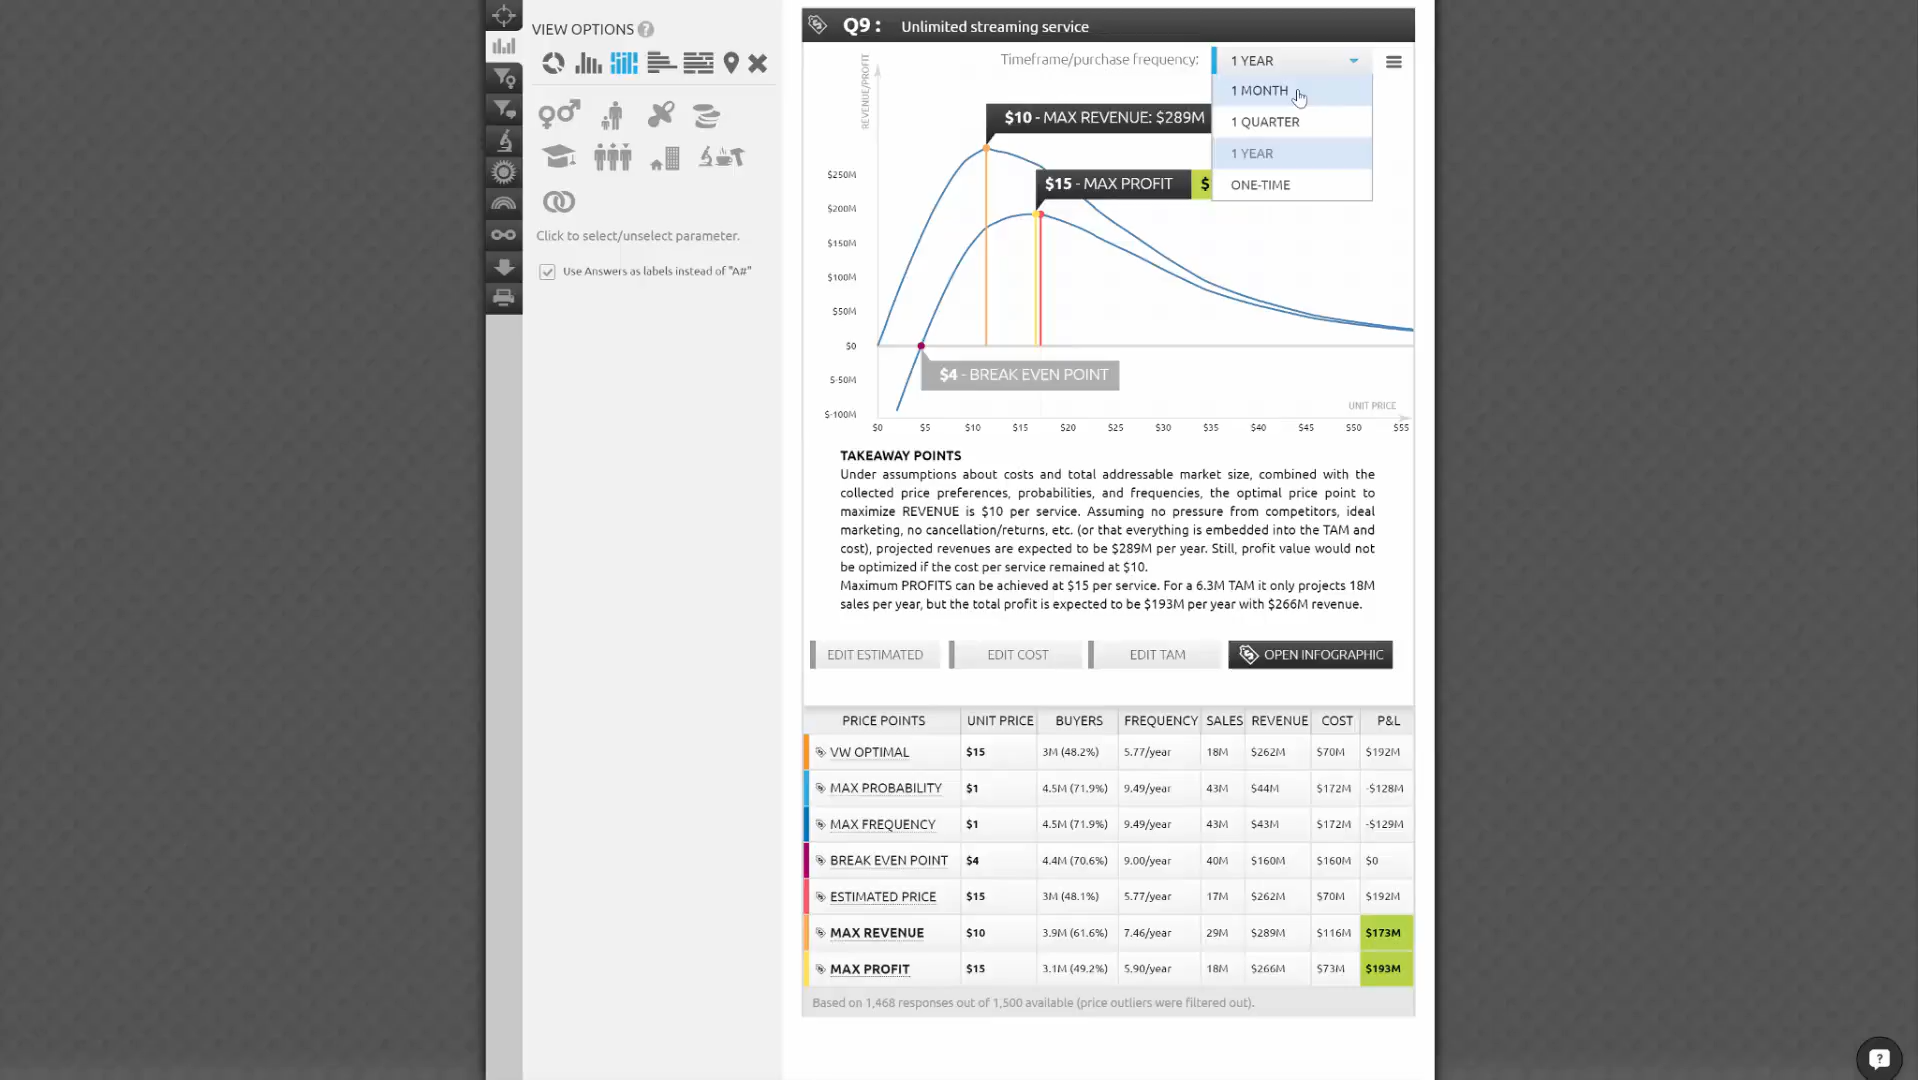 VIEW OPTIONS ?
Click to select/unselect parameter.
Use Answers as labels instead of "A#"
Q9 : Unlimited streaming service
Timeframe/purchase frequency: 1 YEAR
1 MONTH
1 QUARTER
1 YEAR
ONE-TIME
REVENUE/PROFIT
$10 - MAX REVENUE: $289M
$15 - MAX PROFIT $
$250M
$200M
$150M
$100M
$50M
$0
$-50M
$-100M
$4 - BREAK EVEN POINT
UNIT PRICE
$0 $5 $10 $15 $20 $25 $30 $35 $40 $45 $50 $55
TAKEAWAY POINTS
Under assumptions about costs and total addressable market size, combined with the
collected price preferences, probabilities, and frequencies, the optimal price point to
maximize REVENUE is $10 per service. Assuming no pressure from competitors, ideal
marketing, no cancellation/returns, etc. (or that everything is embedded into the TAM and
cost), projected revenues are expected to be $289M per year. Still, profit value would not
be optimized if the cost per service remained at $10.
Maximum PROFITS can be achieved at $15 per service. For a 6.3M TAM it only projects 18M
sales per year, but the total profit is expected to be $193M per year with $266M revenue.
EDIT ESTIMATED EDIT COST EDIT TAM OPEN INFOGRAPHIC
PRICE POINTS UNIT PRICE BUYERS FREQUENCY SALES REVENUE COST P&L
VW OPTIMAL $15 3M (48.2%) 5.77/year 18M $262M $70M $192M
MAX PROBABILITY $1 4.5M (71.9%) 9.49/year 43M $44M $172M -$128M
MAX FREQUENCY $1 4.5M (71.9%) 9.49/year 43M $43M $172M -$129M
BREAK EVEN POINT $4 4.4M (70.6%) 9.00/year 40M $160M $160M $0
ESTIMATED PRICE $15 3M (48.1%) 5.77/year 17M $262M $70M $192M
MAX REVENUE $10 3.9M (61.6%) 7.46/year 29M $289M $116M $173M
MAX PROFIT $15 3.1M (49.2%) 5.90/year 18M $266M $73M $193M
Based on 1,468 responses out of 1,500 available (price outliers were filtered out).